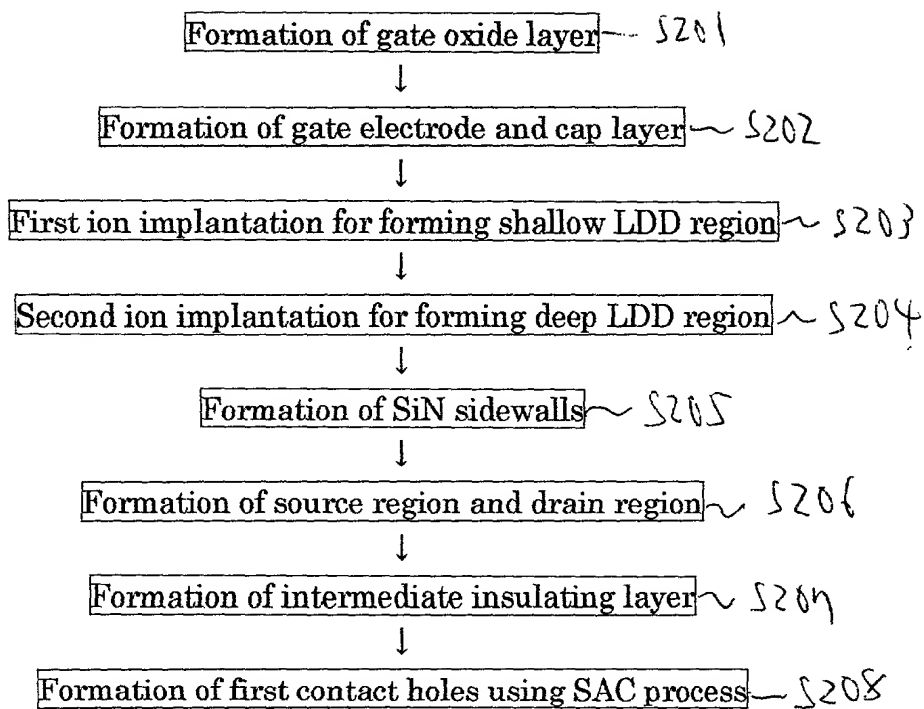 Formation of gate oxide layer S201
↓
Formation of gate electrode and cap layer S202
↓
First ion implantation for forming shallow LDD region S203
↓
Second ion implantation for forming deep LDD region S204
↓
Formation of SiN sidewalls S205
↓
Formation of source region and drain region S206
↓
Formation of intermediate insulating layer S207
↓
Formation of first contact holes using SAC process S208